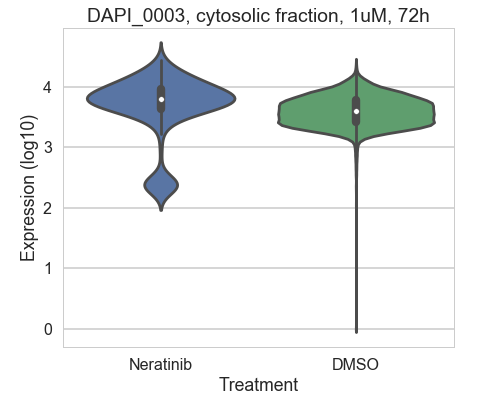 DAPI_0003, cytosolic fraction, 1uM, 72h
Expression (log10)
4
3
2
1
0
Neratinib DMSO
Treatment